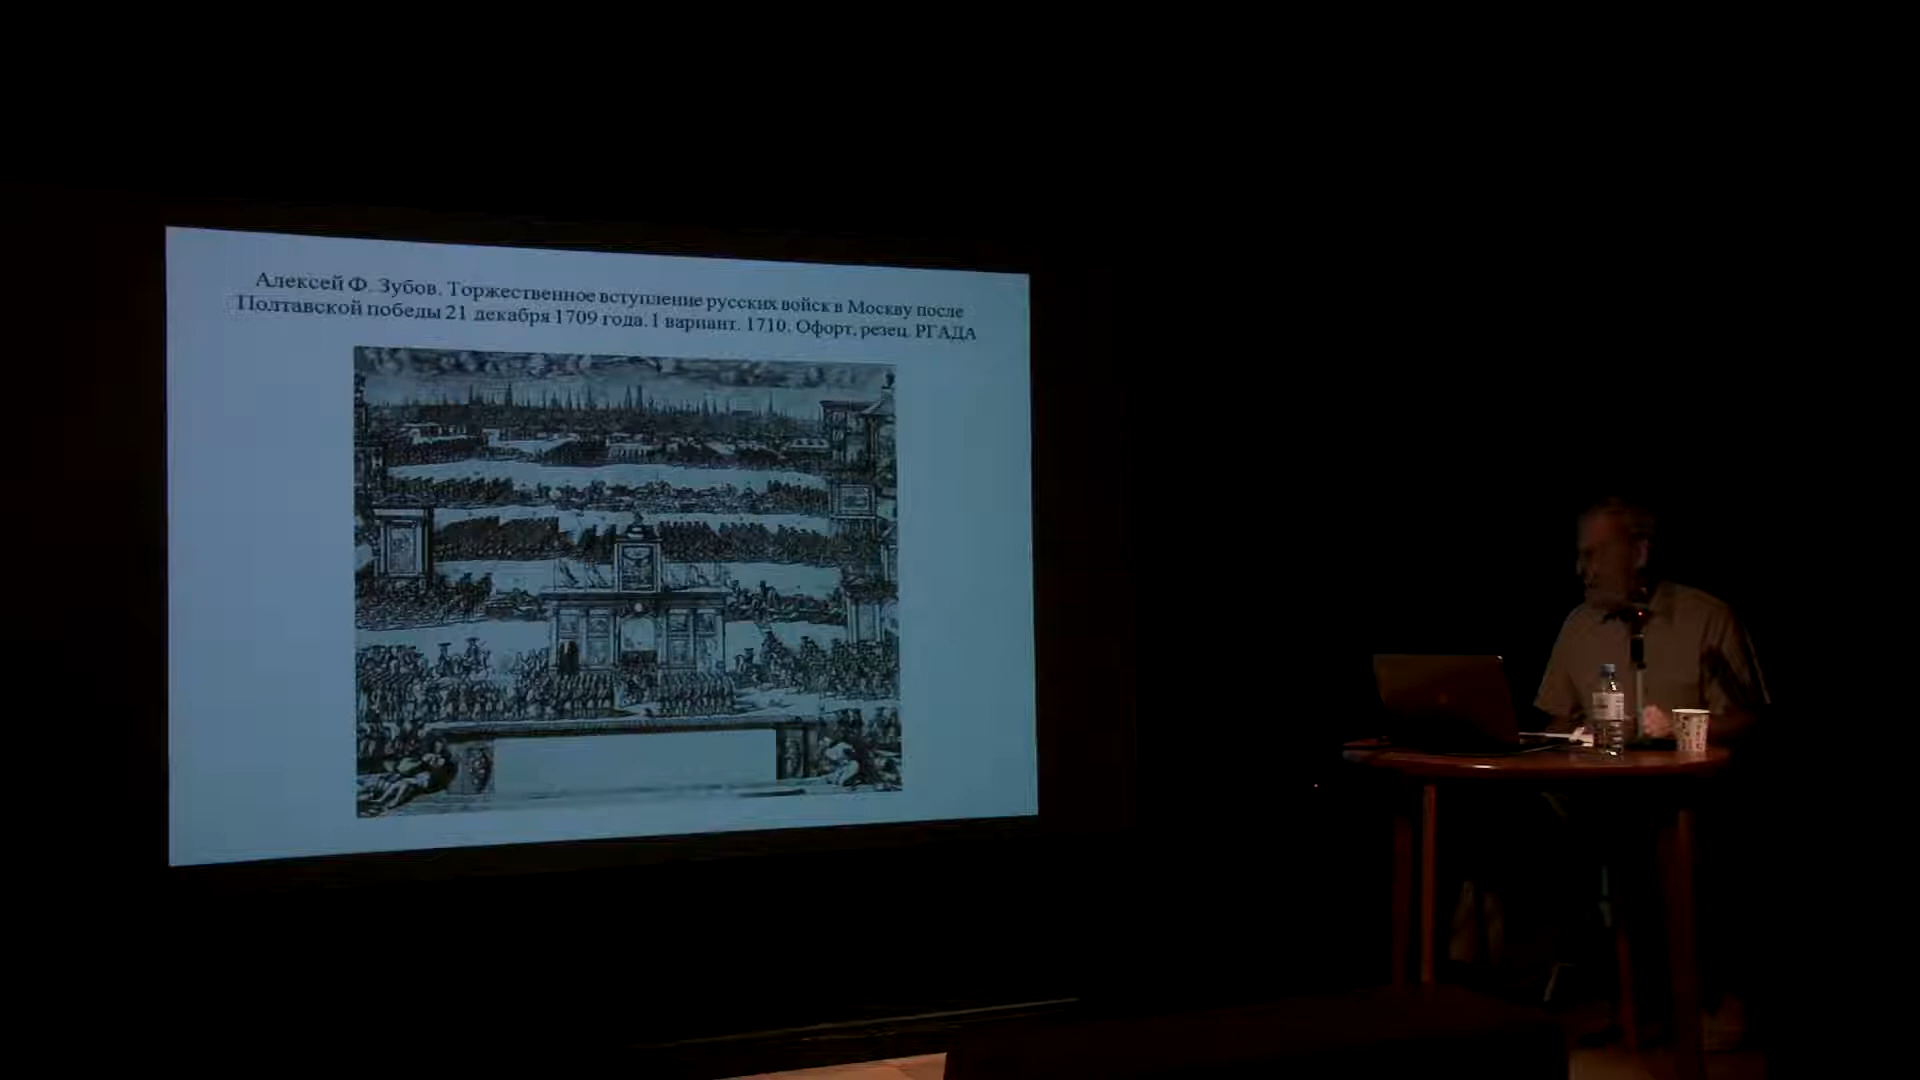 Алексей Ф. Зубов. Торжественное вступление русских войск в Москву после
Полтавской победы 21 декабря 1709 года. 1 вариант. 1710. Офорт, резец. РГАДА